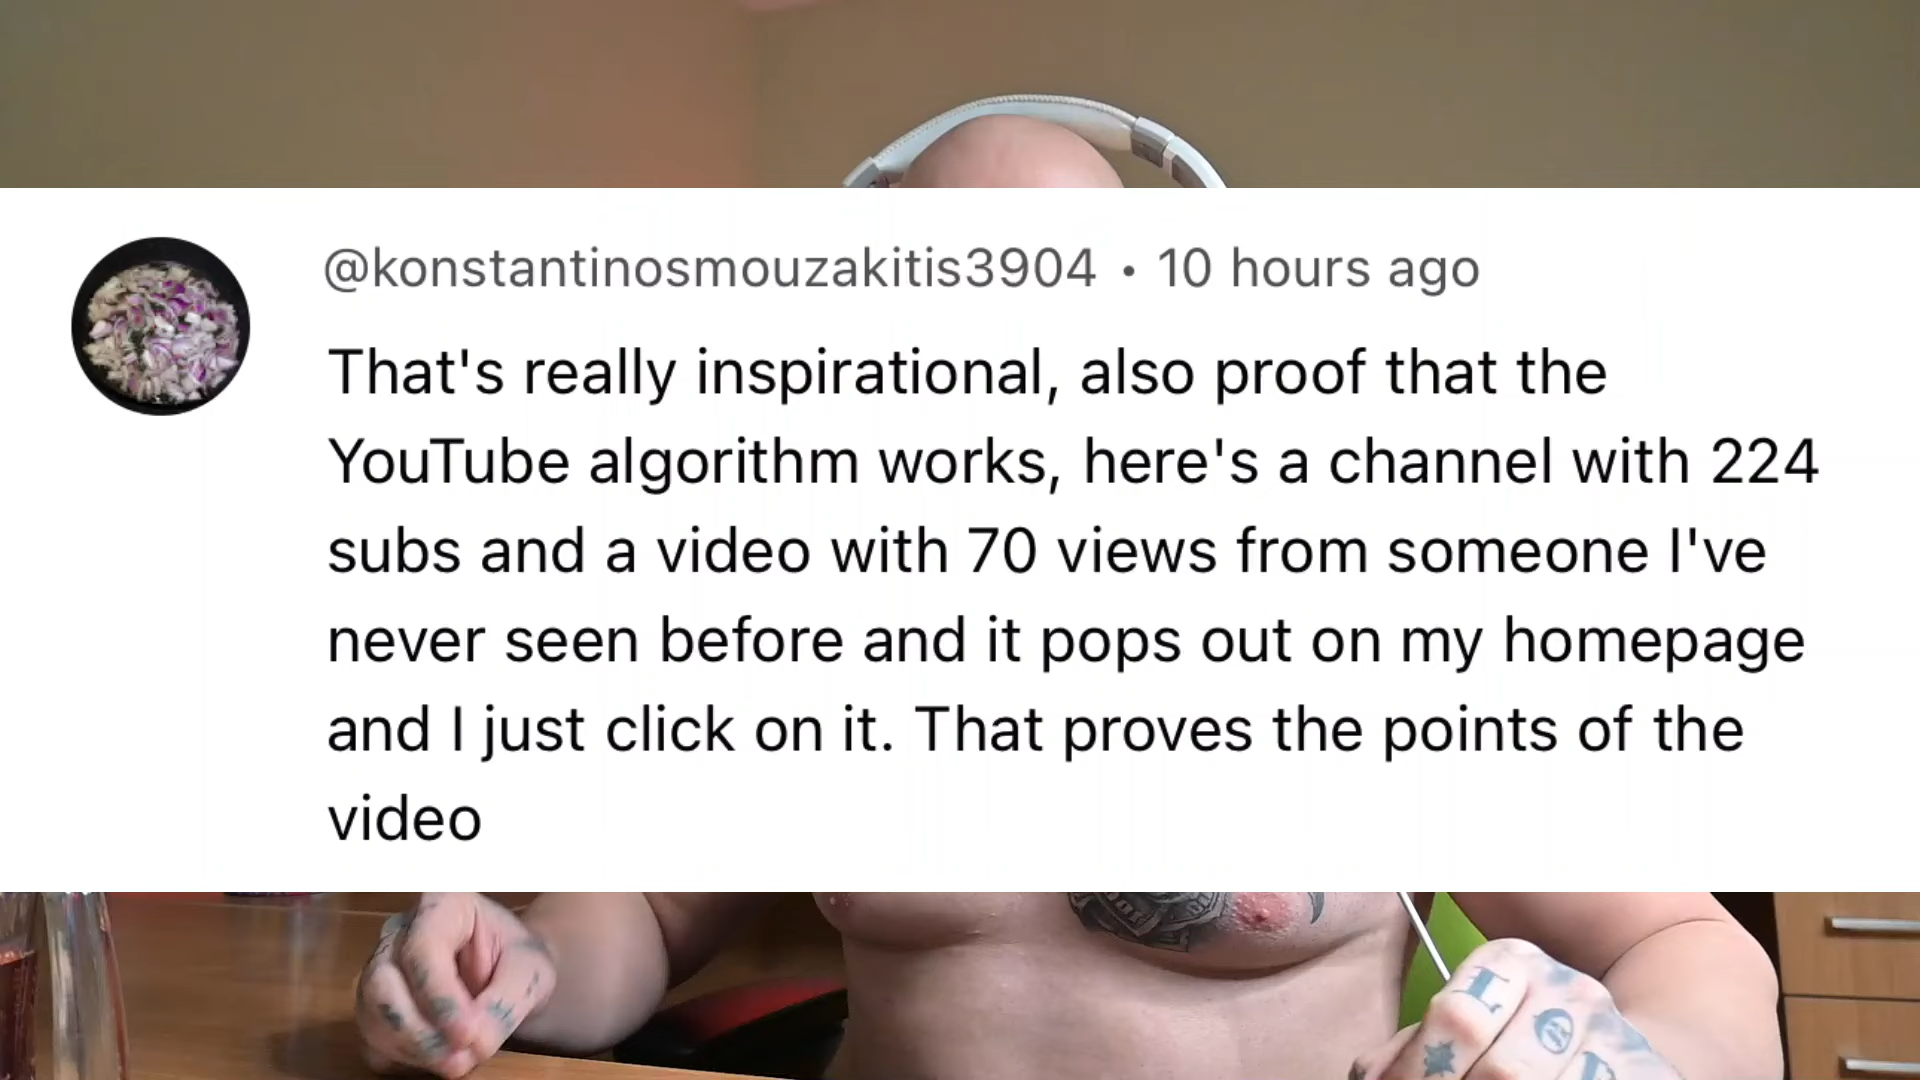 @konstantinosmouzakitis3904 • 10 hours ago
That's really inspirational, also proof that the
YouTube algorithm works, here's a channel with 224
subs and a video with 70 views from someone I've
never seen before and it pops out on my homepage
and I just click on it. That proves the points of the
video